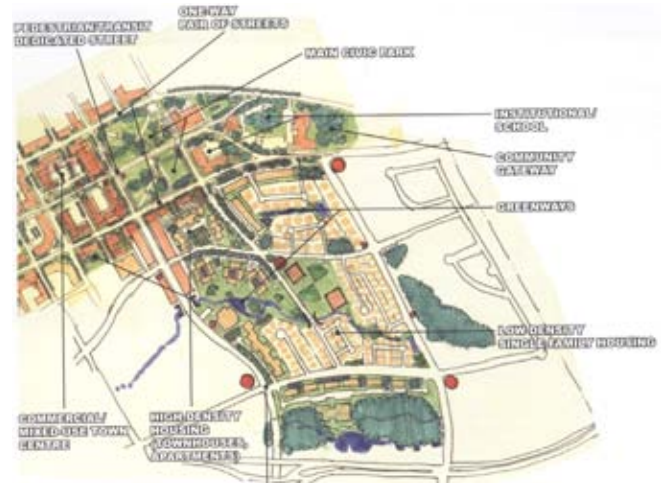 ONE-WAY
PAIR OF STREETS
PEDESTRIAN/TRANSIT
DEDICATED STREET
MAIN CIVIC PARK
INSTITUTIONAL/
SCHOOL
COMMUNITY
GATEWAY
GREENWAYS
LOW DENSITY
SINGLE FAMILY HOUSING
COMMERCIAL/
MIXED-USE TOWN
CENTRE
HIGH DENSITY
HOUSING
(TOWNHOUSES,
APARTMENTS)